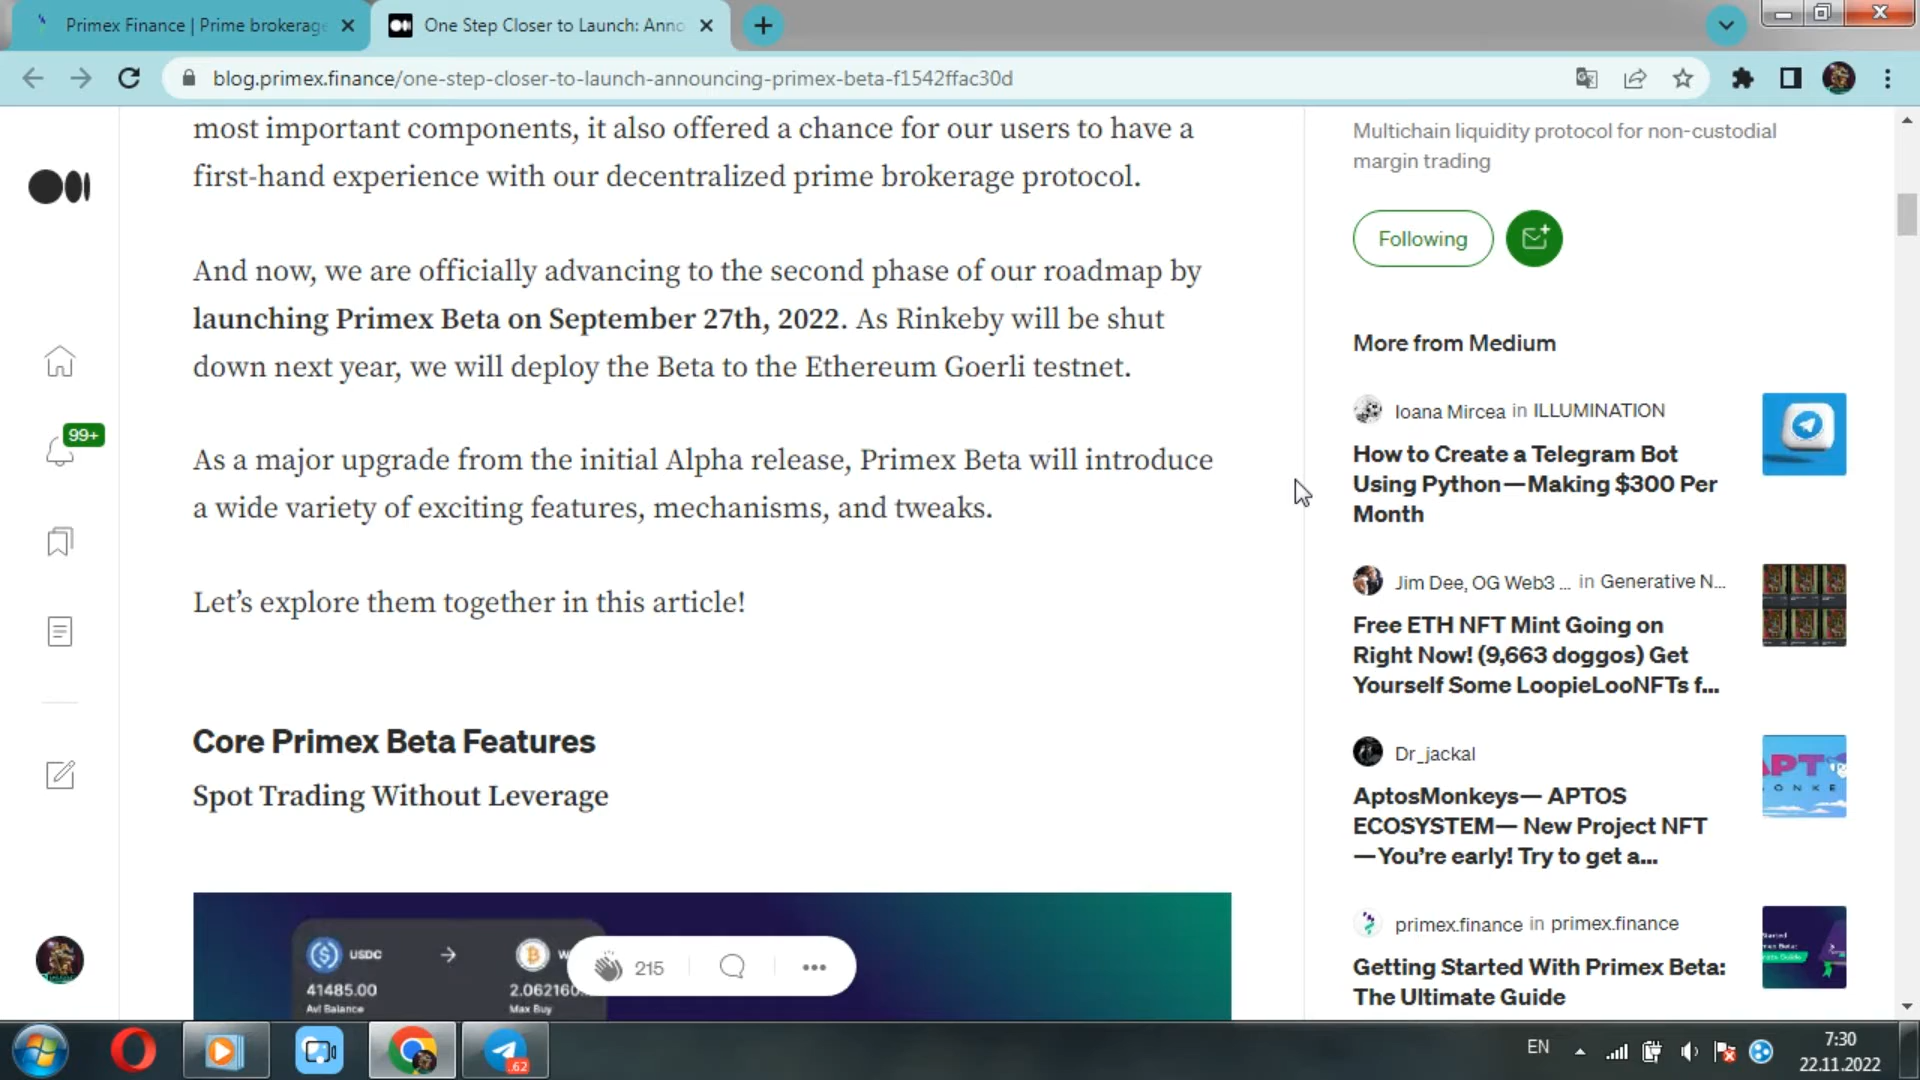 Primex Finance | Prime brokerage
One Step Closer to Launch: Anno
blog.primex.finance/one-step-closer-to-launch-announcing-primex-beta-f1542ffac30d
most important components, it also offered a chance for our users to have a
first-hand experience with our decentralized prime brokerage protocol.
And now, we are officially advancing to the second phase of our roadmap by
launching Primex Beta on September 27th, 2022. As Rinkeby will be shut
down next year, we will deploy the Beta to the Ethereum Goerli testnet.
As a major upgrade from the initial Alpha release, Primex Beta will introduce
a wide variety of exciting features, mechanisms, and tweaks.
Let’s explore them together in this article!
Core Primex Beta Features
Spot Trading Without Leverage
USDC
41485.00
Avl Balance
W
2.062160
Max Buy
215
99+
Multichain liquidity protocol for non-custodial
margin trading
Following
More from Medium
Ioana Mircea in ILLUMINATION
How to Create a Telegram Bot
Using Python — Making $300 Per
Month
Jim Dee, OG Web3 ... in Generative N...
Free ETH NFT Mint Going on
Right Now! (9,663 doggos) Get
Yourself Some LoopieLooNFTs f...
Dr_jackal
AptosMonkeys— APTOS
ECOSYSTEM— New Project NFT
—You’re early! Try to get a...
primex.finance in primex.finance
Getting Started With Primex Beta:
The Ultimate Guide
62
EN
7:30
22.11.2022